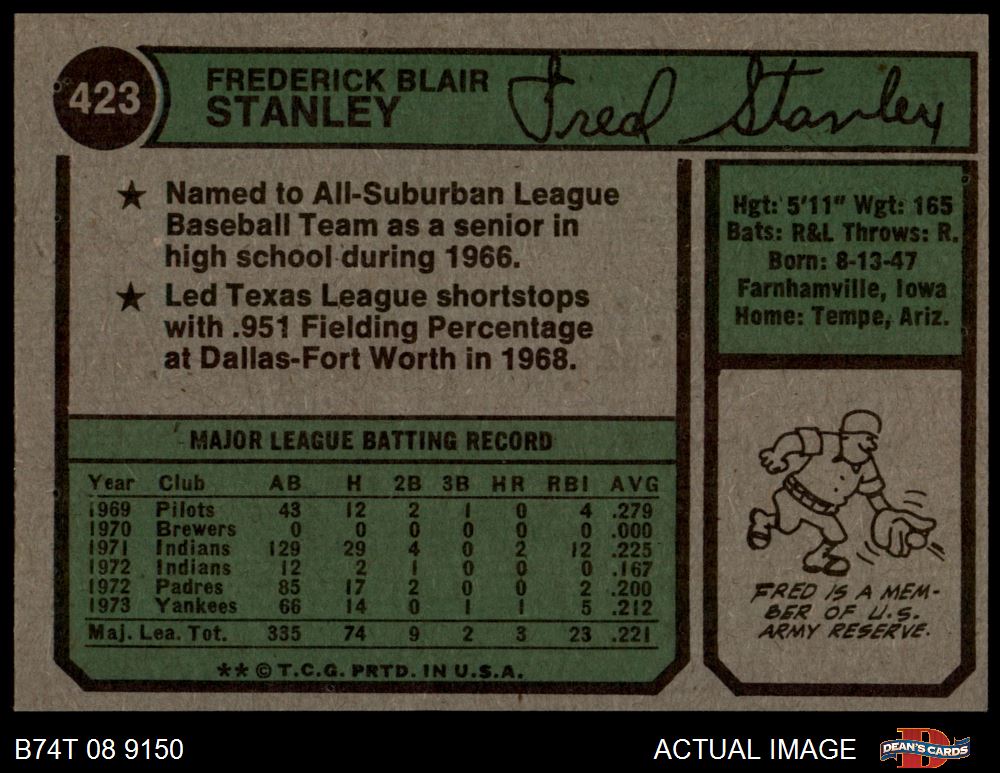 423
FREDERICK BLAIR
STANLEY
Fred Stanley
★ Named to All-Suburban League
Baseball Team as a senior in
high school during 1966.
★ Led Texas League shortstops
with .951 Fielding Percentage
at Dallas-Fort Worth in 1968.
Hgt: 5'11" Wgt: 165
Bats: R&L Throws: R.
Born: 8-13-47
Farnhamville, Iowa
Home: Tempe, Ariz.
MAJOR LEAGUE BATTING RECORD
Year Club AB H 2B 3B HR RBI AVG
1969 Pilots 43 12 2 1 0 4 .279
1970 Brewers 0 0 0 0 0 0 .000
1971 Indians 129 29 4 0 2 12 .225
1972 Indians 12 2 1 0 0 0 .167
1972 Padres 85 17 2 0 0 2 .200
1973 Yankees 66 14 0 1 1 5 .212
Maj. Lea. Tot. 335 74 9 2 3 23 .221
** © T.C.G. PRTD. IN U.S.A.
FRED IS A MEM-
BER OF U.S.
ARMY RESERVE.
B74T 08 9150
ACTUAL IMAGE
DEAN'S CARDS